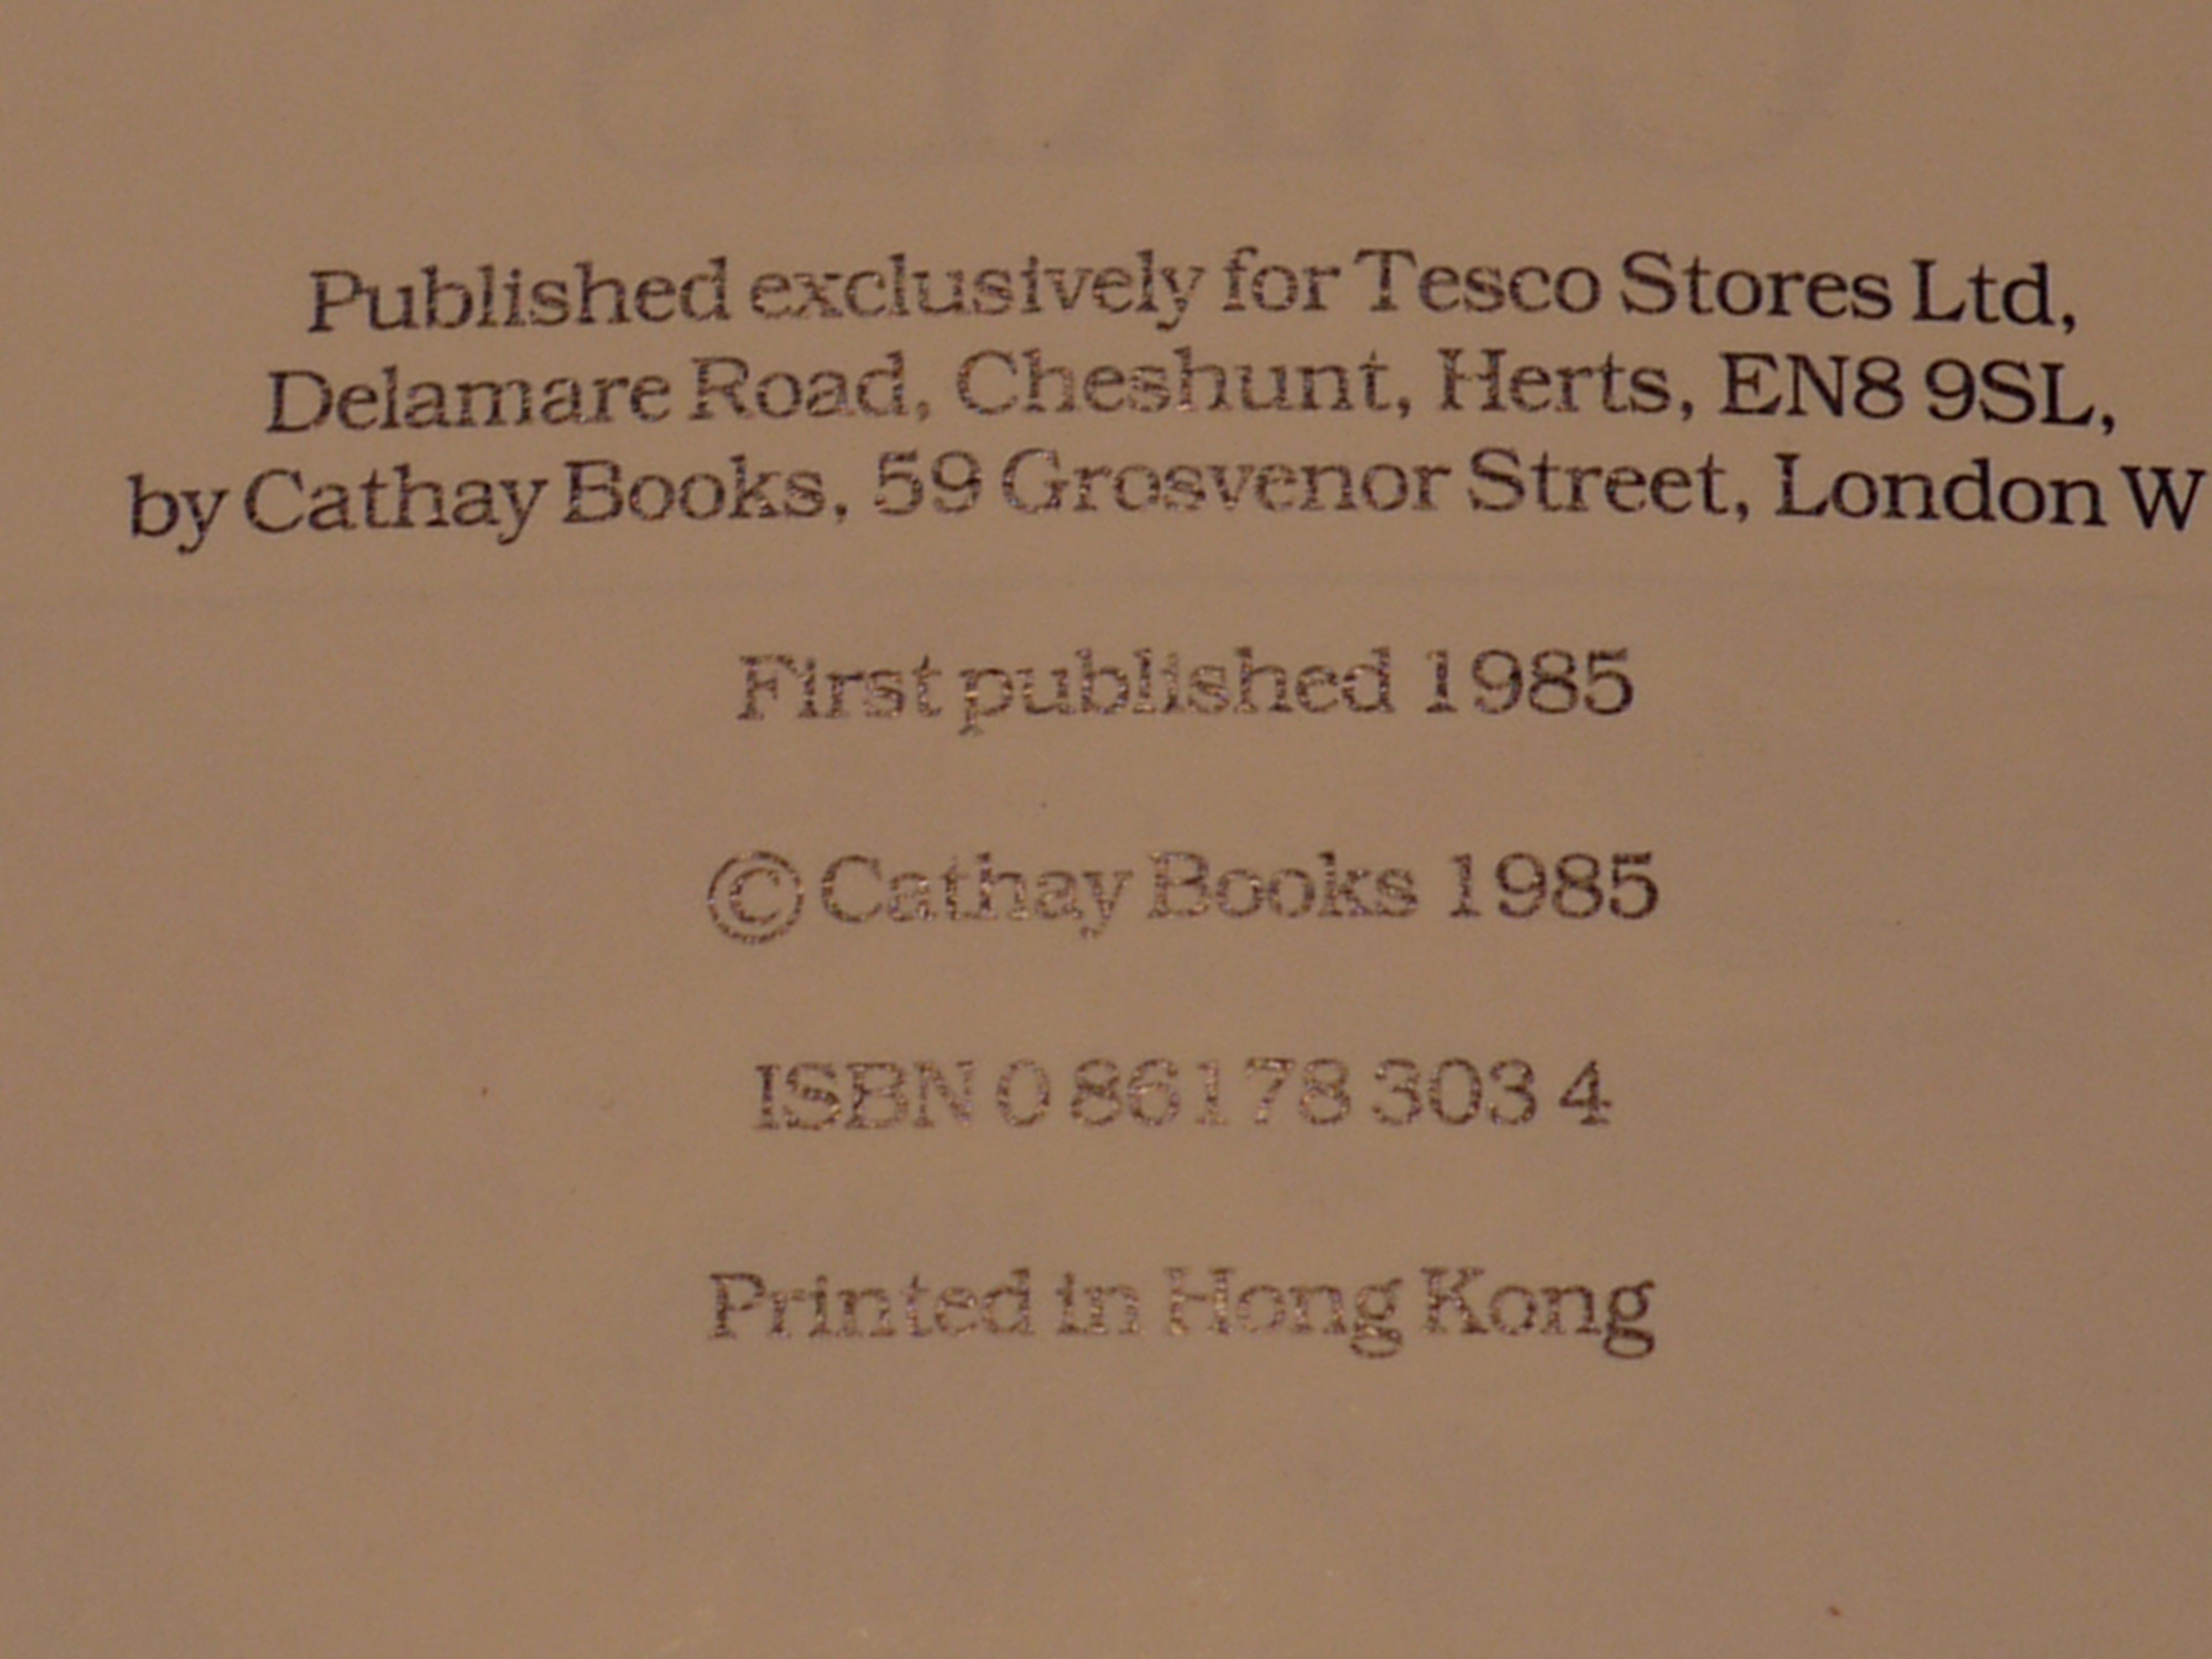 Published exclusively for Tesco Stores Ltd,
Delamare Road, Cheshunt, Herts, EN8 9SL,
by Cathay Books, 59 Grosvenor Street, London W
First published 1985
© Cathay Books 1985
ISBN 0 86178 303 4
Printed in Hong Kong